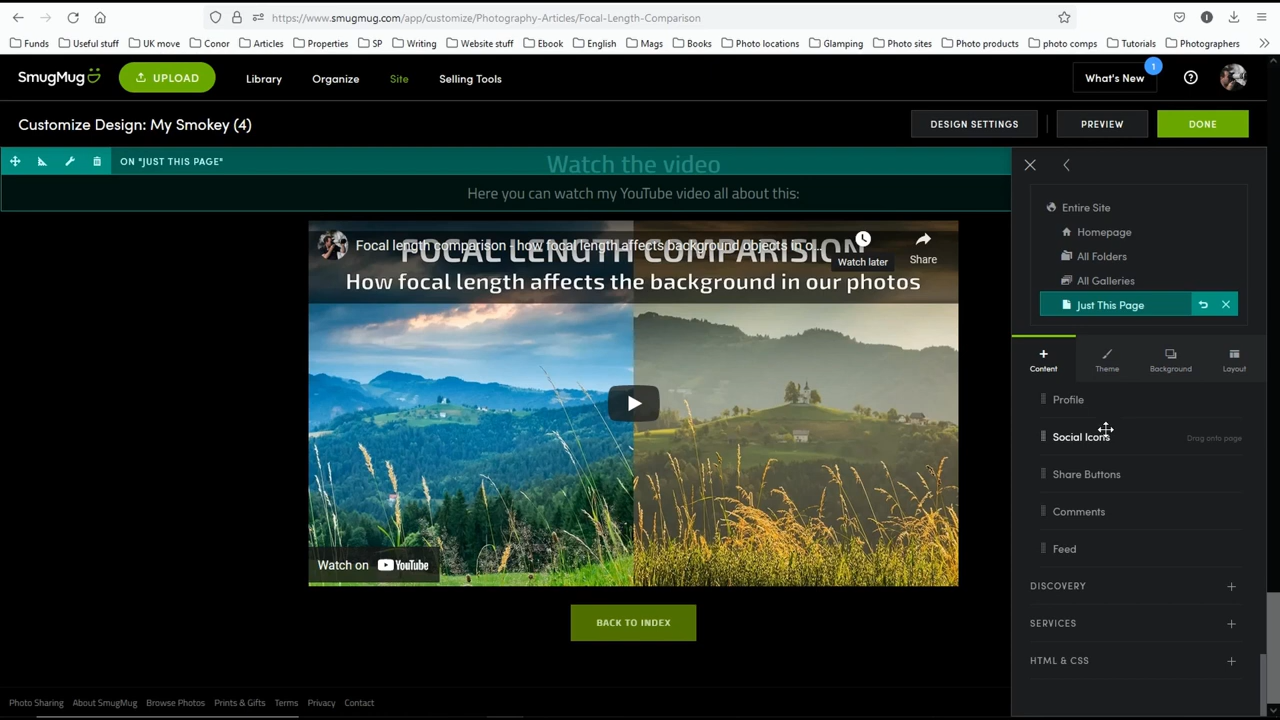 https://www.smugmug.com/app/customize/Photography-Articles/Focal-Length-Comparison
Funds Useful stuff UK move Conor Articles Properties SP Writing Website stuff Ebook English Mags Books Photo locations Glamping Photo sites Photo products photo comps Tutorials Photographers
SmugMug UPLOAD Library Organize Site Selling Tools What's New 1
Customize Design: My Smokey (4) DESIGN SETTINGS PREVIEW DONE
ON "JUST THIS PAGE"
Watch the video
Here you can watch my YouTube video all about this:
Focal length comparison - how focal length affects background objects in o...
Watch later
Share
FOCAL LENGTH COMPARISION
How focal length affects the background in our photos
Watch on YouTube
BACK TO INDEX
Photo Sharing About SmugMug Browse Photos Prints & Gifts Terms Privacy Contact
Entire Site
Homepage
All Folders
All Galleries
Just This Page
Content Theme Background Layout
Profile
Social Icons Drag onto page
Share Buttons
Comments
Feed
DISCOVERY
SERVICES
HTML & CSS